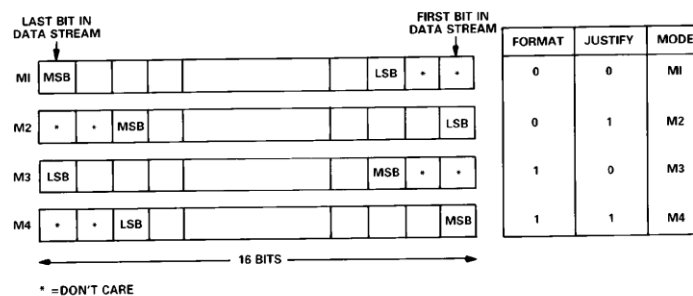 LAST BIT IN
DATA STREAM
FIRST BIT IN
DATA STREAM
FORMAT JUSTIFY MODE
M1 MSB LSB * * 0 0 M1
M2 * * MSB LSB 0 1 M2
M3 LSB MSB * * 1 0 M3
M4 * * LSB MSB 1 1 M4
16 BITS
* =DON'T CARE